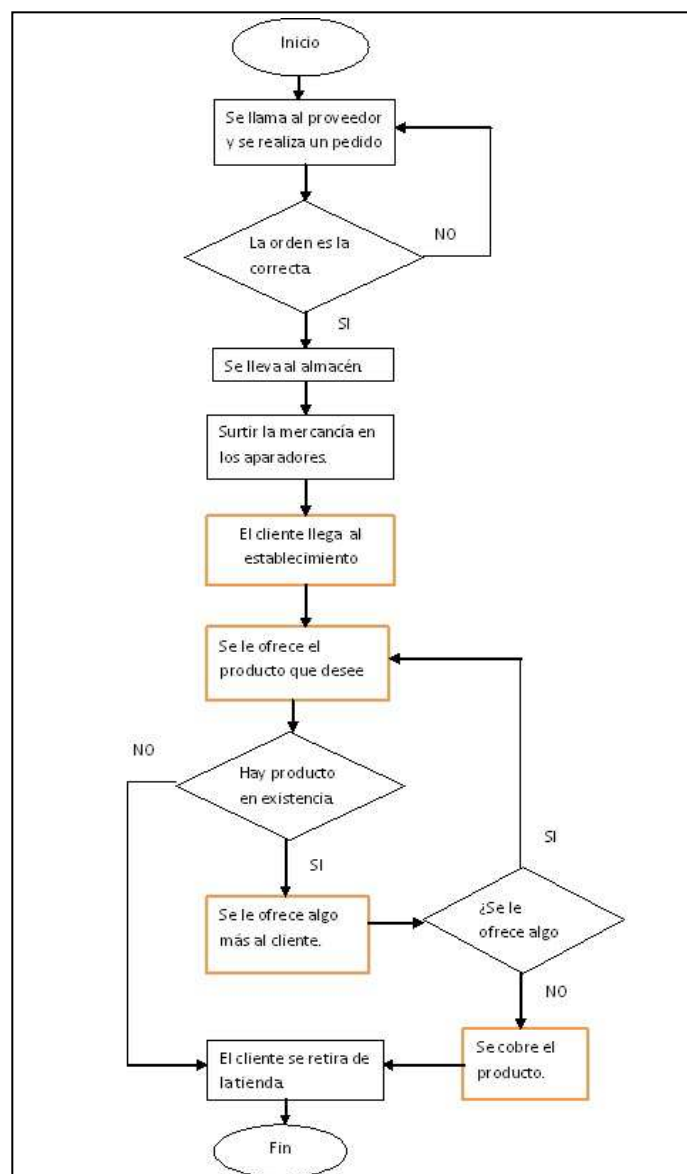 Inicio
Se llama al proveedor
y se realiza un pedido
La orden es la
correcta.
NO
SI
Se lleva al almacén.
Surtir la mercancía en
los aparadores.
El cliente llega al
establecimiento
Se le ofrece el
producto que desee
NO
Hay producto
en existencia.
SI
SI
Se le ofrece algo
más al cliente.
¿Se le
ofrece algo
NO
Se cobre el
producto.
El cliente se retira de
la tienda.
Fin